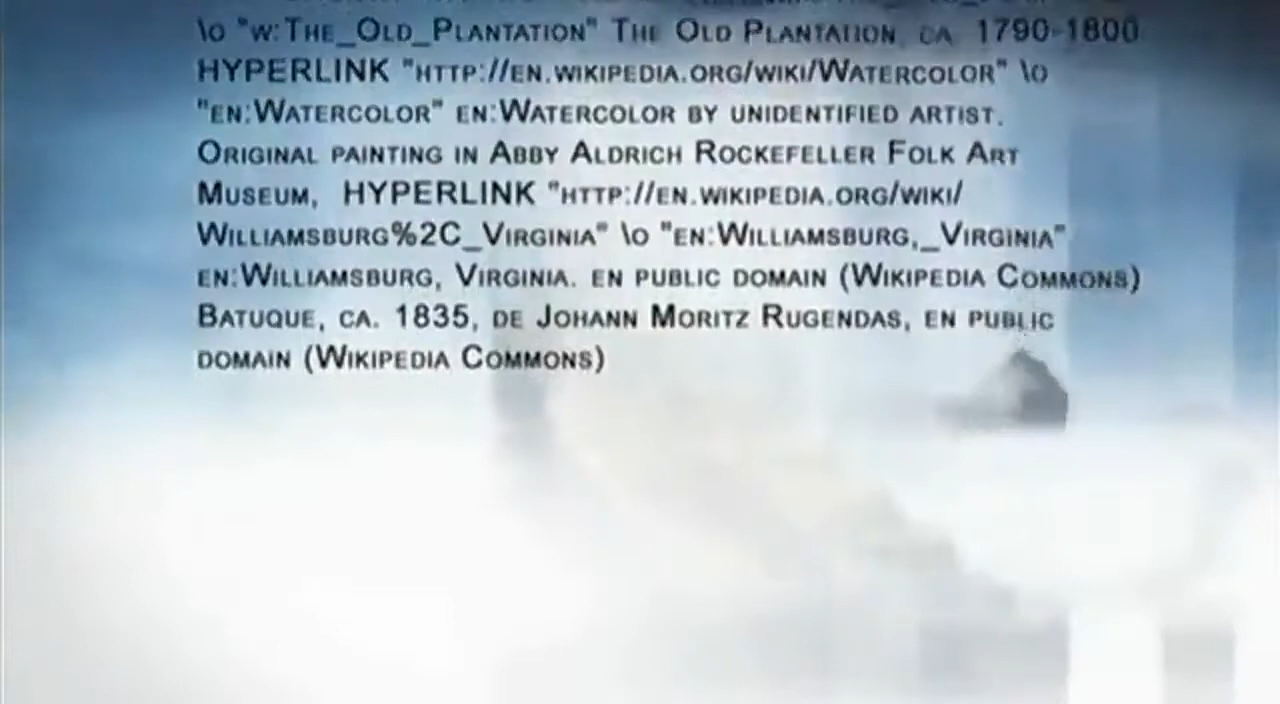 \o "w:The_Old_Plantation" The Old Plantation, ca. 1790-1800
HYPERLINK "http://en.wikipedia.org/wiki/Watercolor" \o
"en:Watercolor" en:Watercolor by unidentified artist.
Original painting in Abby Aldrich Rockefeller Folk Art
Museum, HYPERLINK "http://en.wikipedia.org/wiki/
Williamsburg%2C_Virginia" \o "en:Williamsburg,_Virginia"
en:Williamsburg, Virginia. en public domain (Wikipedia Commons)
Batuque, ca. 1835, de Johann Moritz Rugendas, en public
domain (Wikipedia Commons)